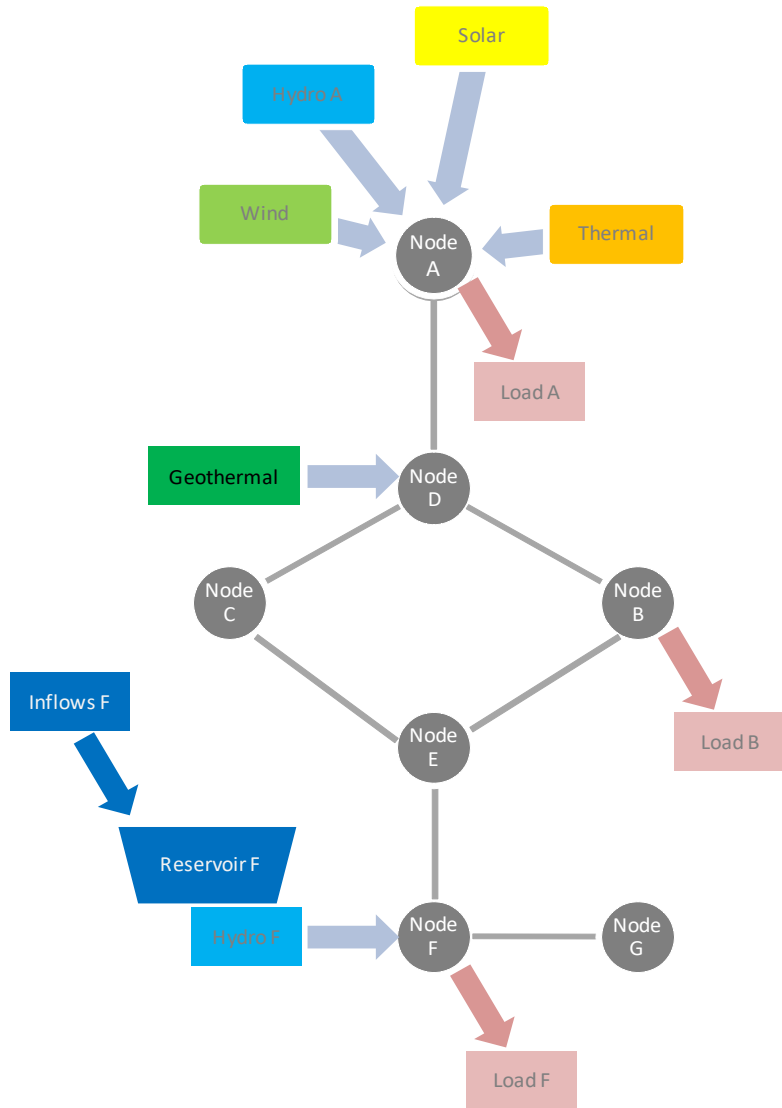 Solar
Hydro A
Wind
Node
A
Thermal
Load A
Geothermal
Node
D
Node
C
Node
B
Inflows F
Node
E
Load B
Reservoir F
Hydro F
Node
F
Node
G
Load F